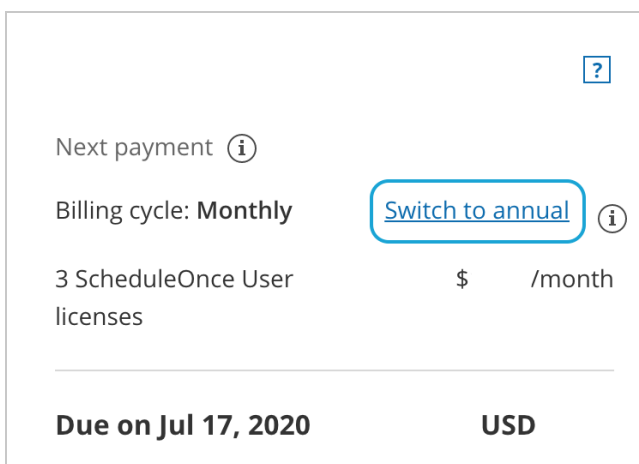 ?
Next payment i
Billing cycle: Monthly Switch to annual i
3 ScheduleOnce User $ /month
licenses
Due on Jul 17, 2020 USD